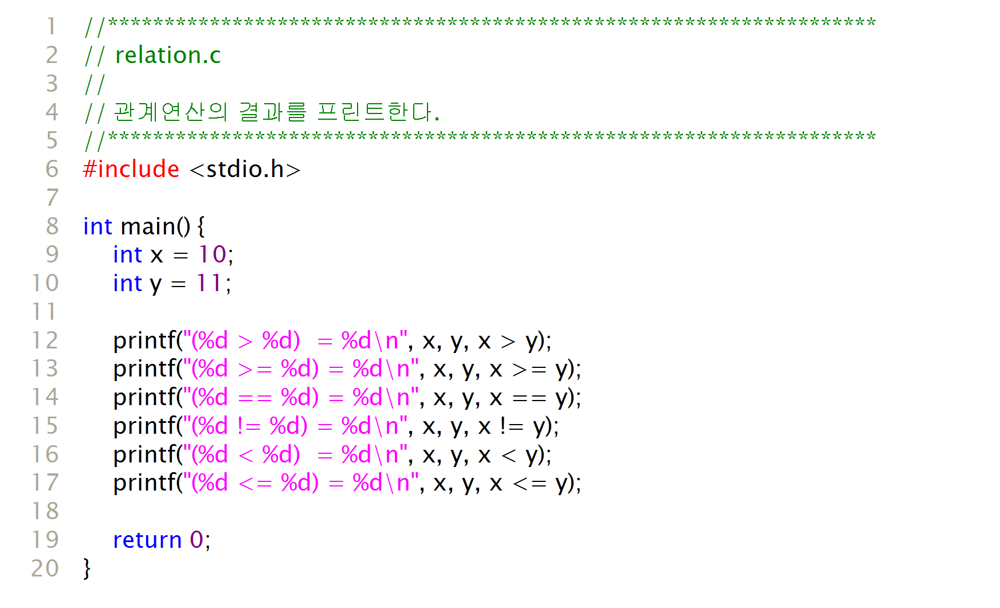 1 //********************************************************************
2 // relation.c
3 //
4 // 관계연산의 결과를 프린트한다.
5 //********************************************************************
6 #include <stdio.h>
7
8 int main() {
9 int x = 10;
10 int y = 11;
11
12 printf("(%d > %d)  = %d\n", x, y, x > y);
13 printf("(%d >= %d) = %d\n", x, y, x >= y);
14 printf("(%d == %d) = %d\n", x, y, x == y);
15 printf("(%d != %d) = %d\n", x, y, x != y);
16 printf("(%d < %d)  = %d\n", x, y, x < y);
17 printf("(%d <= %d) = %d\n", x, y, x <= y);
18
19 return 0;
20 }